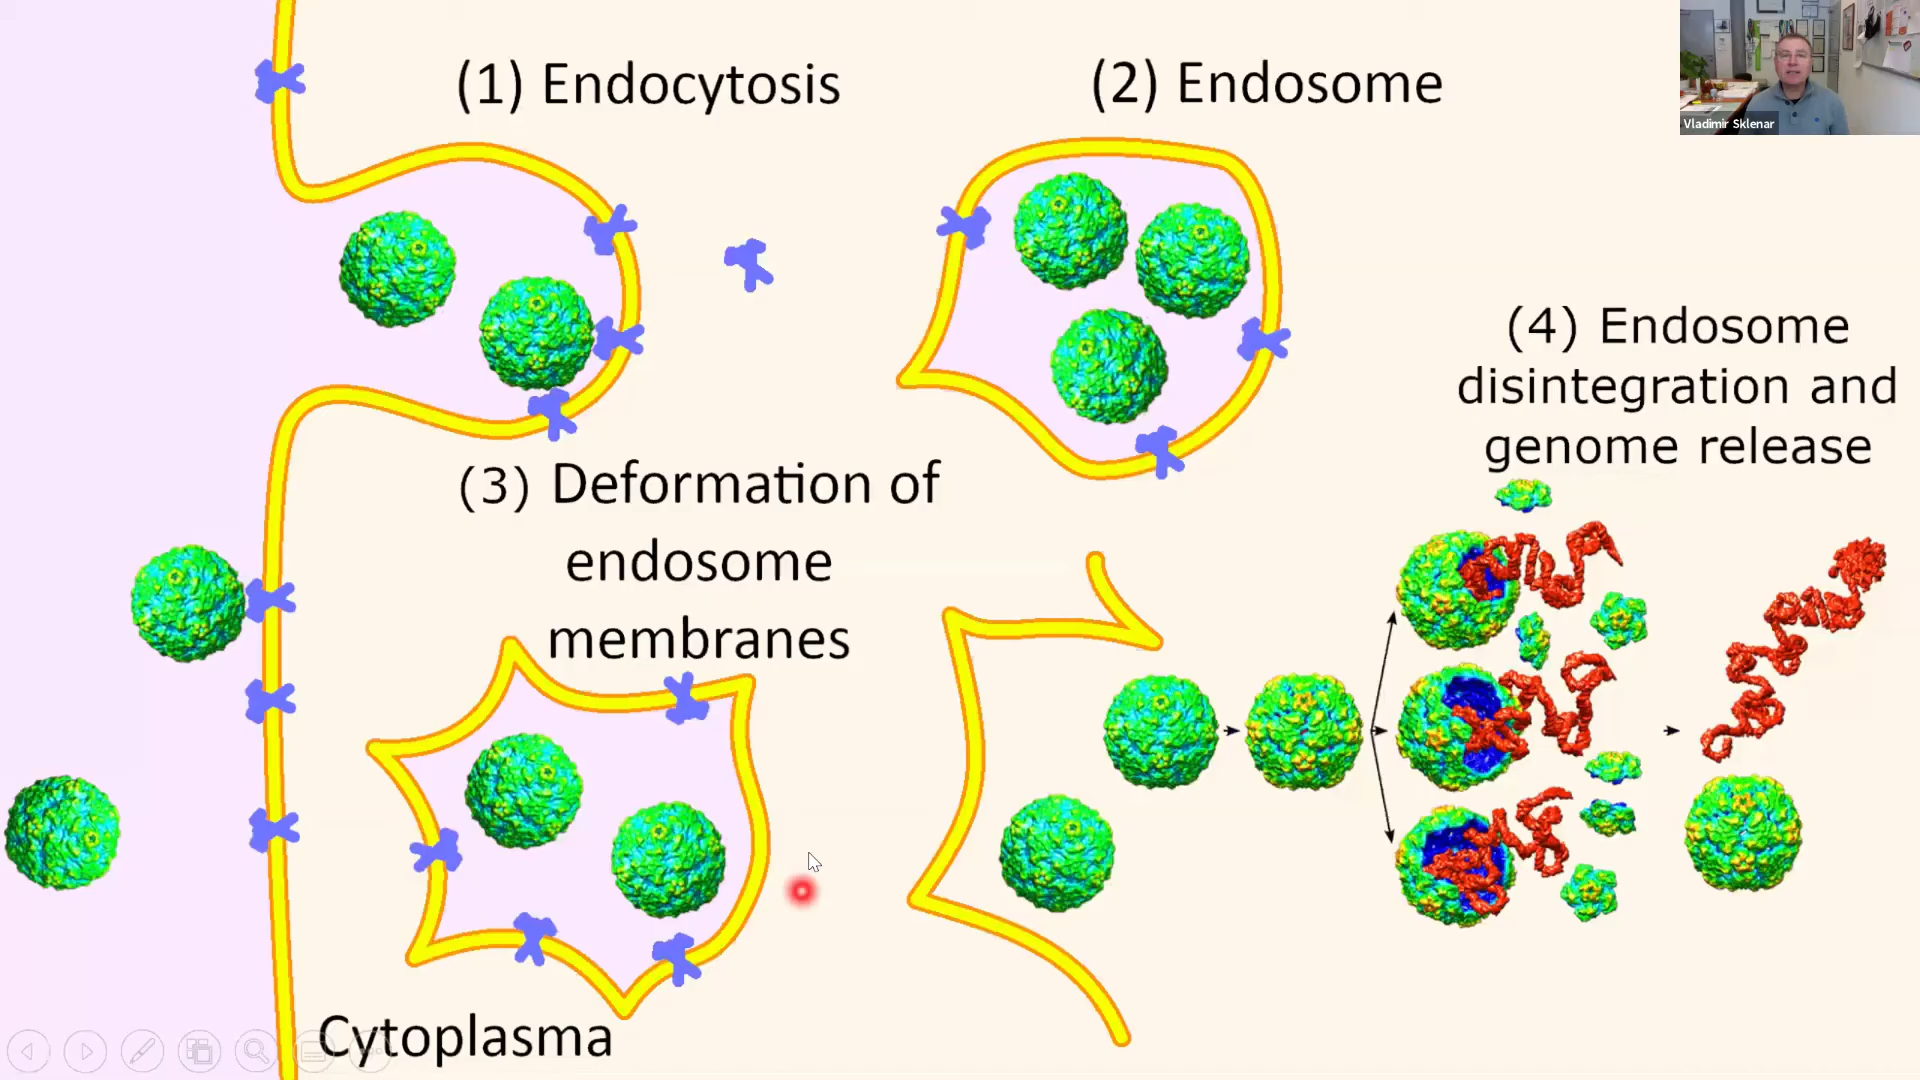 (1) Endocytosis
(2) Endosome
Vladimir Sklenar
(4) Endosome
disintegration and
genome release
(3) Deformation of
endosome
membranes
Cytoplasma